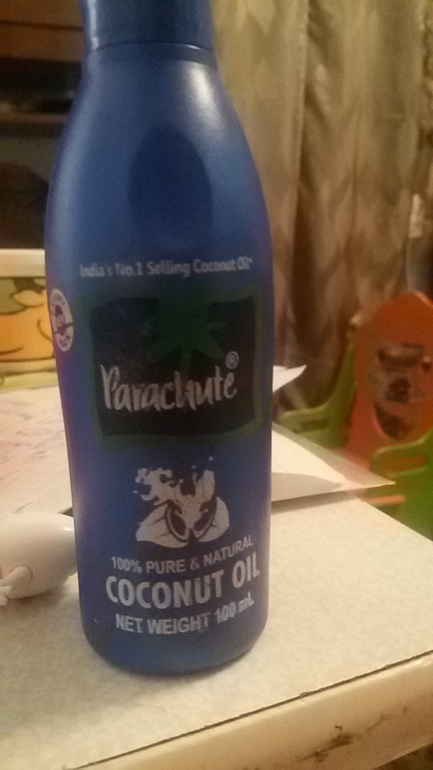 India's No.1 Selling Coconut Oil*
Parachute®
100% PURE & NATURAL
COCONUT OIL
NET WEIGHT 100 mL